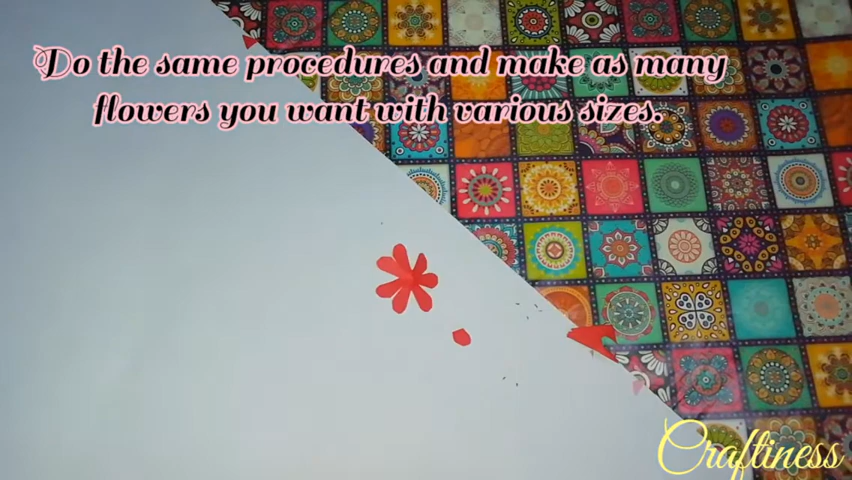 Do the same procedures and make as many
flowers you want with various sizes.
Craftiness